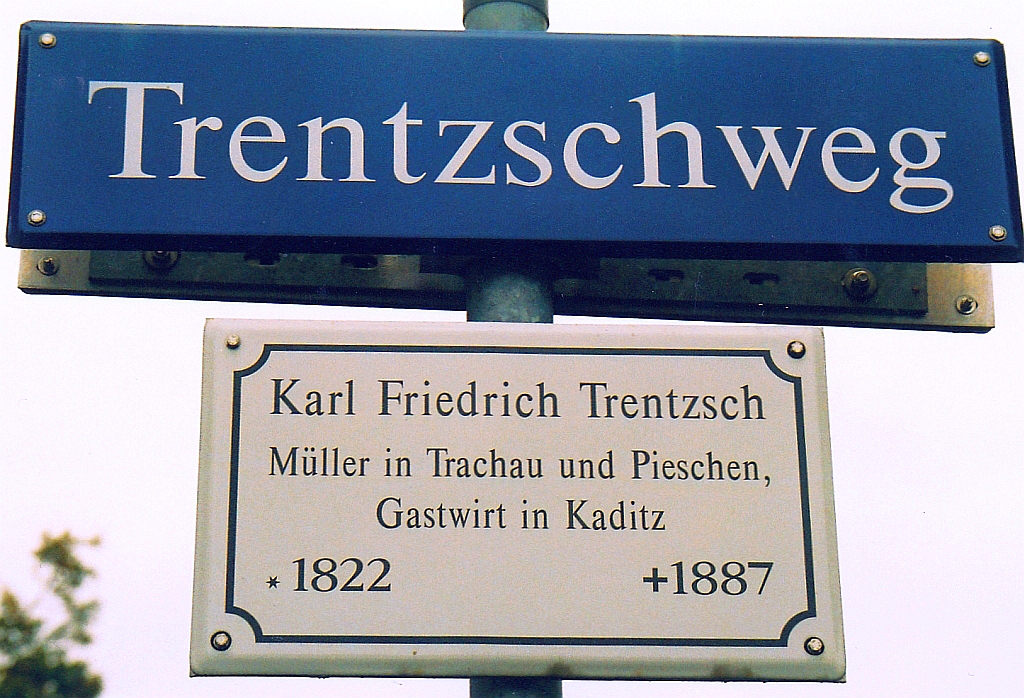 Trentzschweg
Karl Friedrich Trentzsch
Müller in Trachau und Pieschen,
Gastwirt in Kaditz
* 1822 +1887